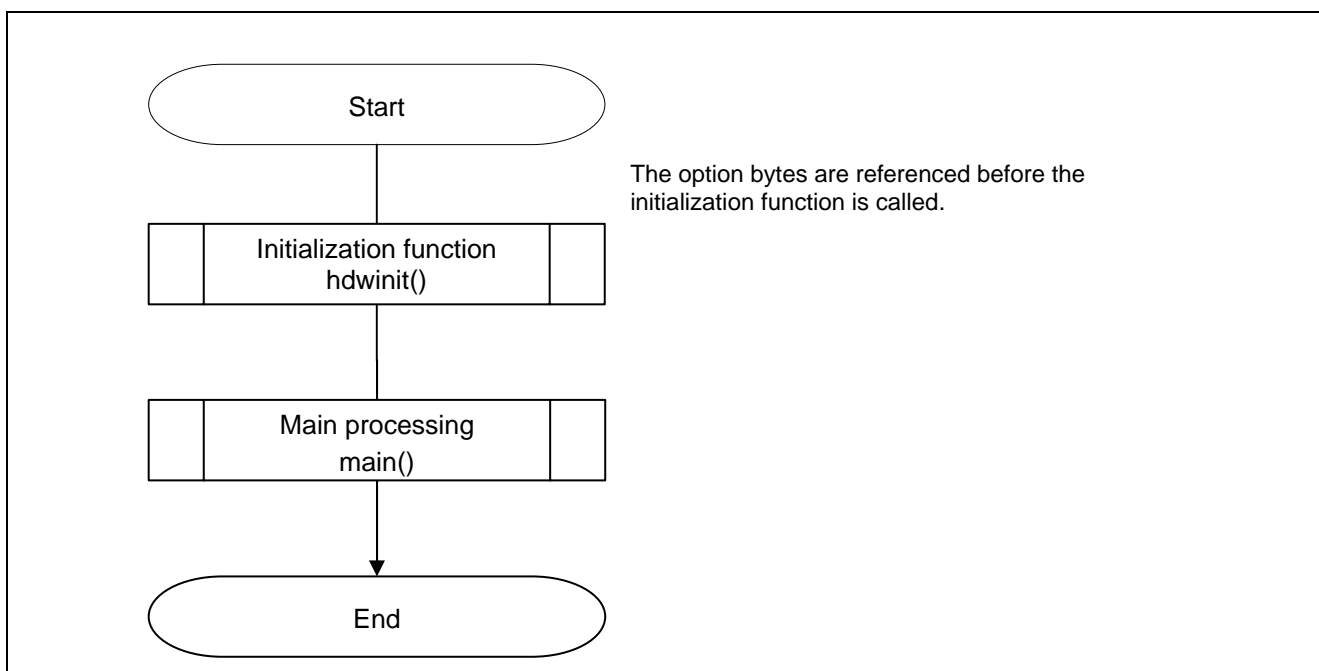 Start
The option bytes are referenced before the
initialization function is called.
Initialization function
hdwinit()
Main processing
main()
End